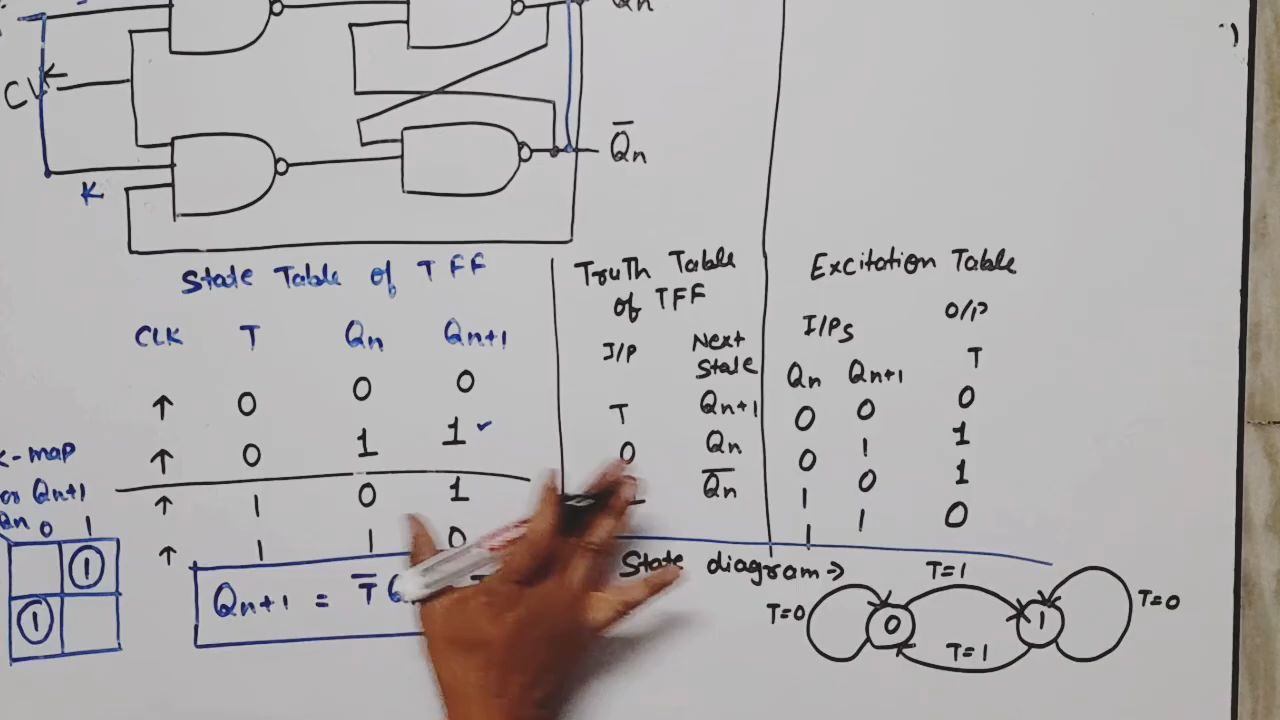 Qn
CL
Q̅n
K
State Table of T FF
CLK T Qn Qn+1
↑ 0 0 0
↑ 0 1 1
↑ 1 0 1
↑ 1 1 0
Qn+1 = T̅
Truth Table
of TFF
I/P Next
State
T Qn+1
0 Qn
Q̅n
Excitation Table
I/Ps O/P
Qn Qn+1 T
0 0 0
0 1 1
1 0 1
1 1 0
K-map
Qn+1
Qn 0 1
1
1
State diagram →
T=1
T=0 0 1 T=0
T=1